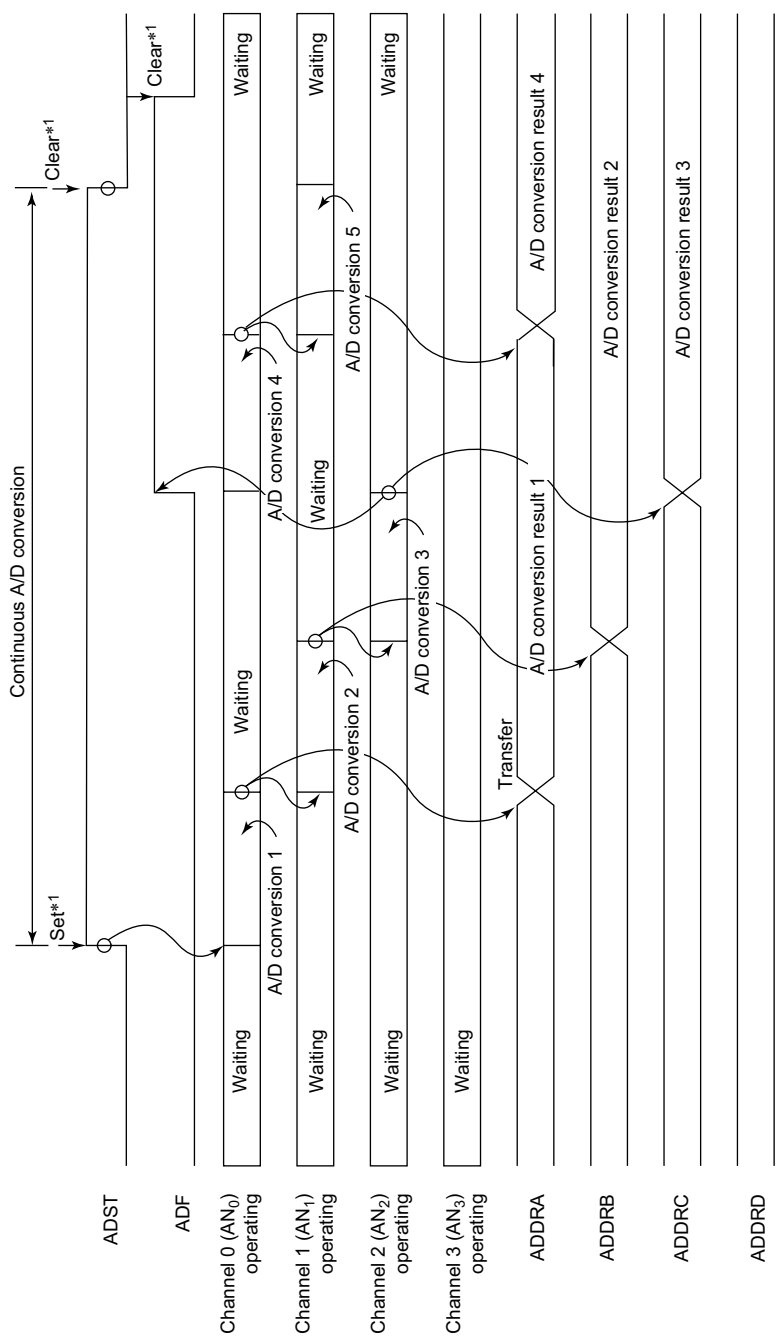 Continuous A/D conversion
Set*1
Clear*1
ADST
Clear*1
ADF
Channel 0 (AN0)
operating
Waiting
A/D conversion 1
Waiting
A/D conversion 4
Waiting
Channel 1 (AN1)
operating
Waiting
A/D conversion 2
Waiting
A/D conversion 5
Waiting
Channel 2 (AN2)
operating
Waiting
A/D conversion 3
Waiting
Channel 3 (AN3)
operating
Waiting
Transfer
ADDRA
A/D conversion result 1
A/D conversion result 4
ADDRB
A/D conversion result 2
ADDRC
A/D conversion result 3
ADDRD